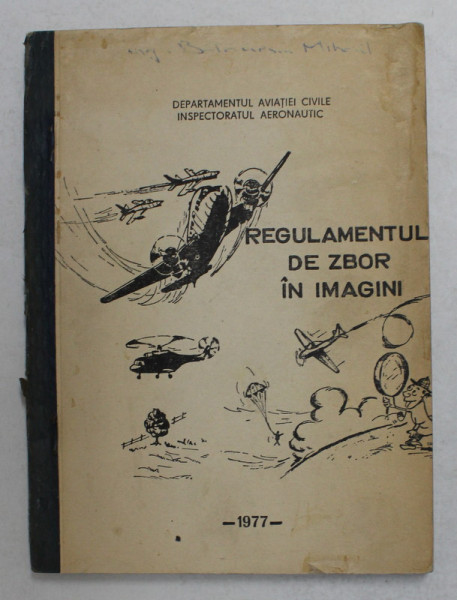 DEPARTAMENTUL AVIAȚIEI CIVILE
INSPECTORATUL AERONAUTIC
REGULAMENTUL
DE ZBOR
ÎN IMAGINI
—1977—